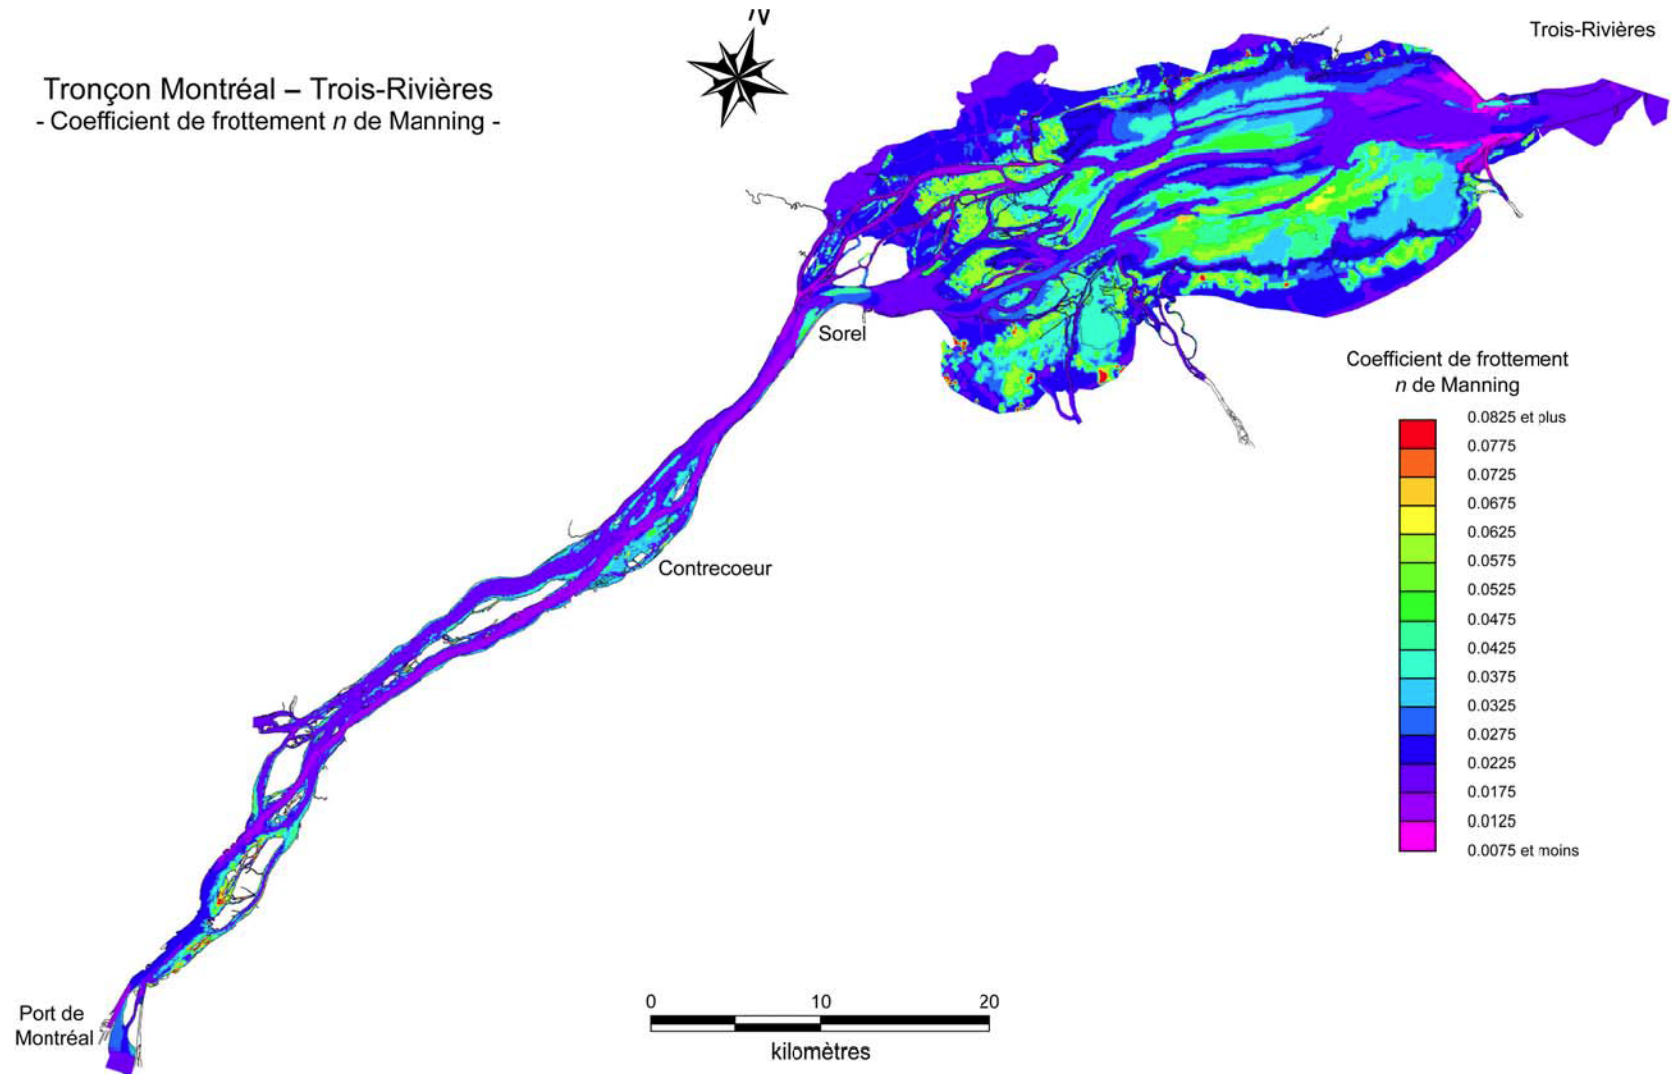 N
Trois-Rivières
Tronçon Montréal – Trois-Rivières
- Coefficient de frottement n de Manning -
Sorel
Contrecoeur
Coefficient de frottement
n de Manning
0.0825 et plus
0.0775
0.0725
0.0675
0.0625
0.0575
0.0525
0.0475
0.0425
0.0375
0.0325
0.0275
0.0225
0.0175
0.0125
0.0075 et moins
Port de
Montréal
0 10 20
kilomètres